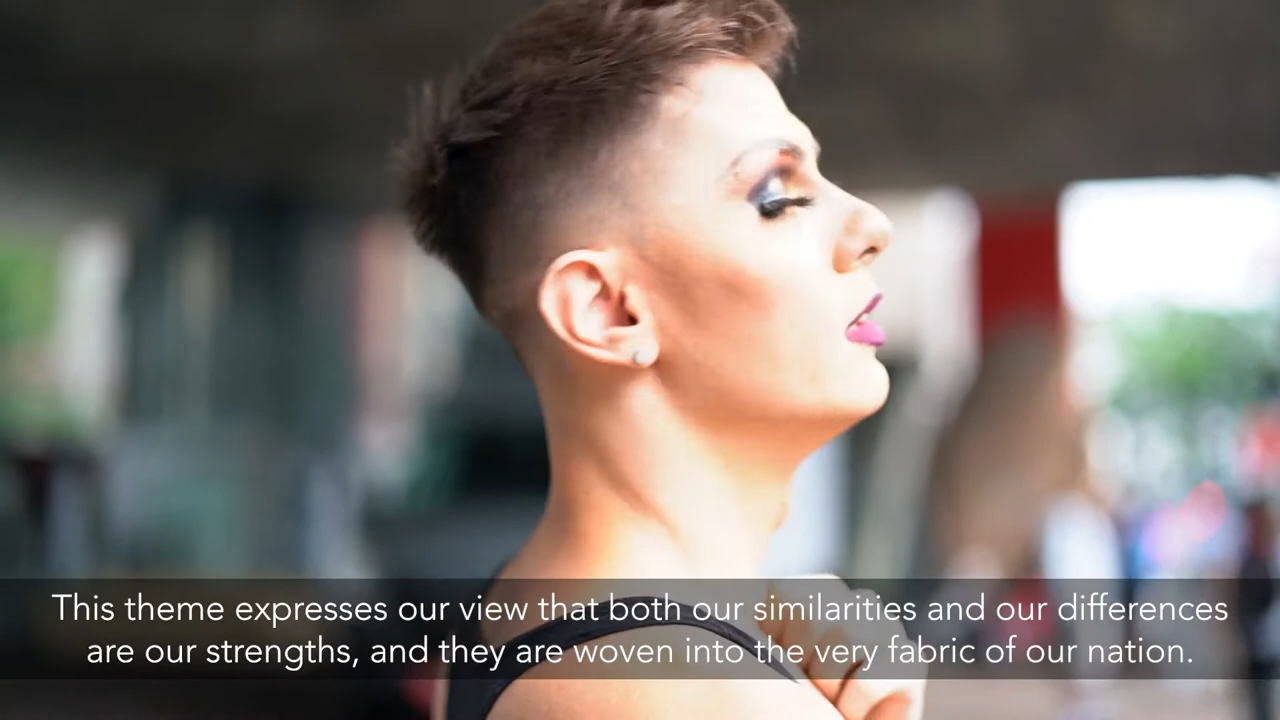 This theme expresses our view that both our similarities and our differences
are our strengths, and they are woven into the very fabric of our nation.